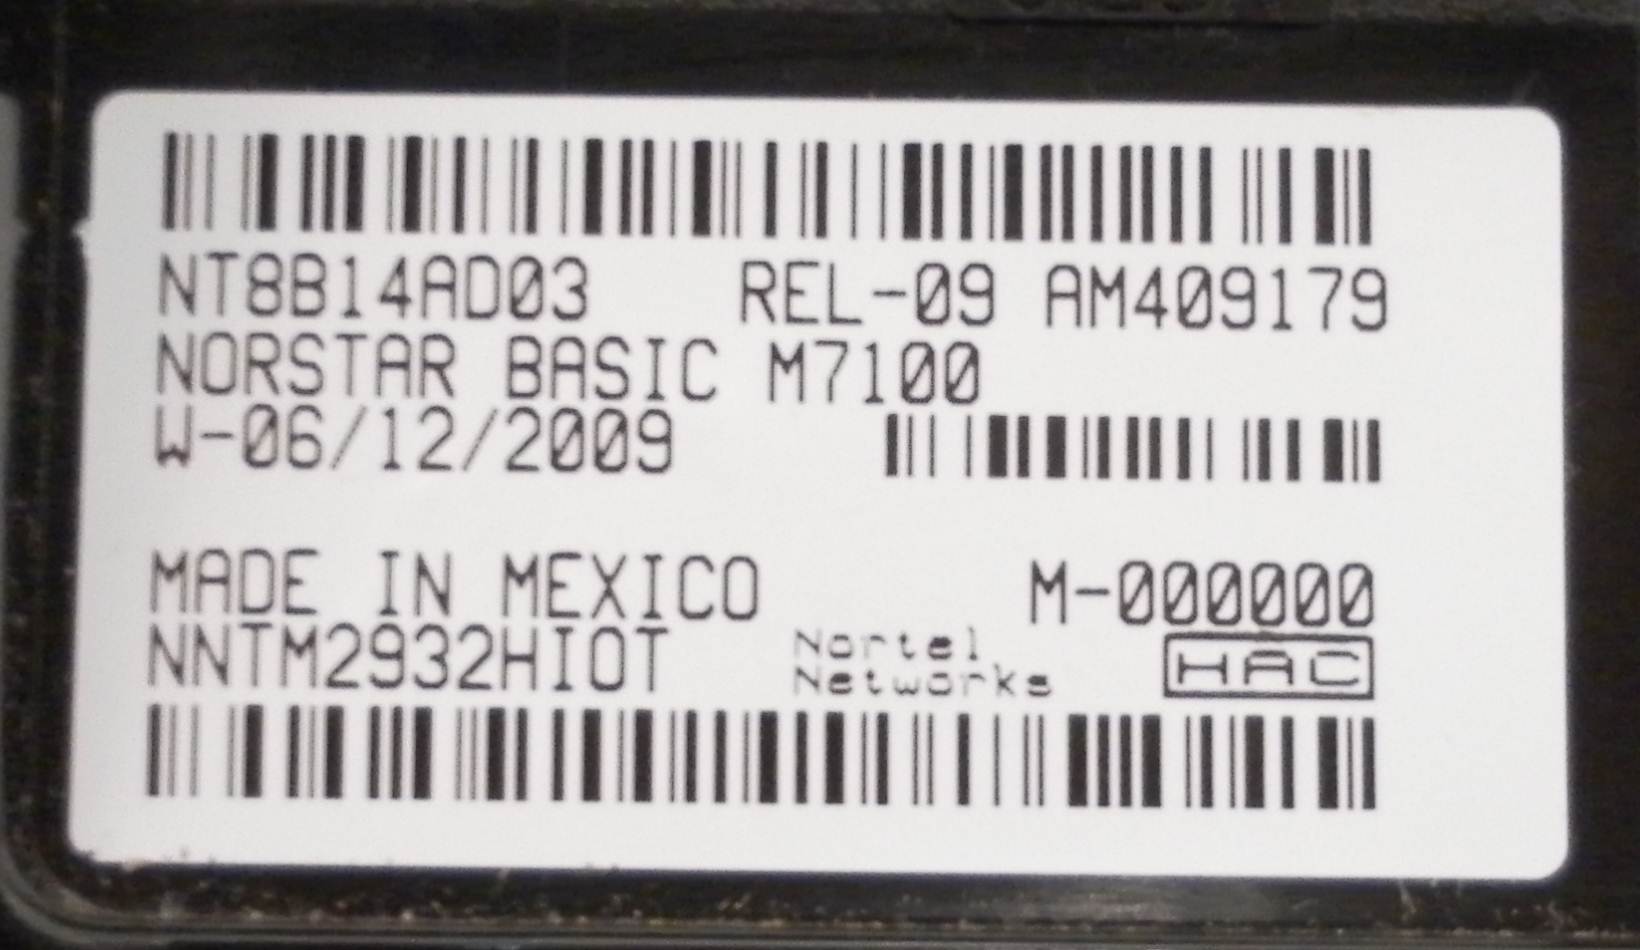 NT8B14AD03 REL-09 AM409179
NORSTAR BASIC M7100
W-06/12/2009
MADE IN MEXICO M-000000
NNTM2932HIOT Nortel Networks HAC